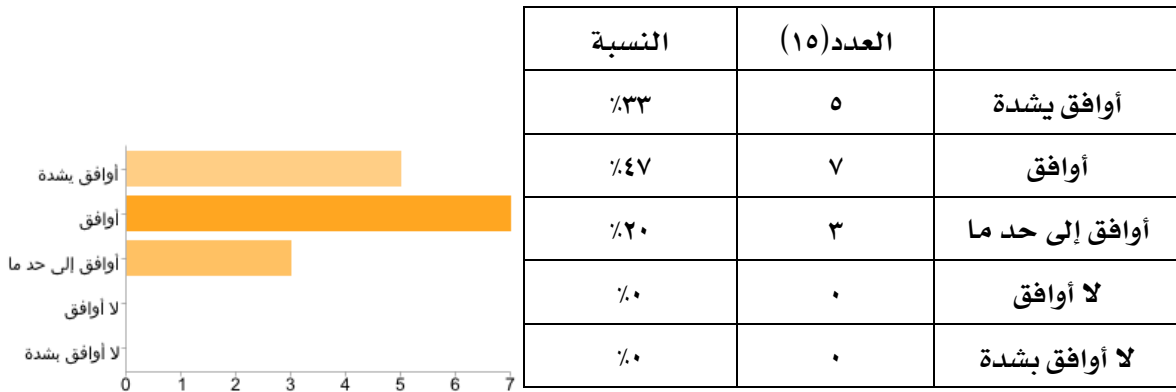 العدد(١٥) النسبة
أوافق يشدة ٥ ٣٣٪
أوافق ٧ ٤٧٪
أوافق إلى حد ما ٣ ٢٠٪
لا أوافق ٠ ٠٪
لا أوافق بشدة ٠ ٠٪
أوافق يشدة
أوافق
أوافق إلى حد ما
لا أوافق
لا أوافق بشدة
0 1 2 3 4 5 6 7